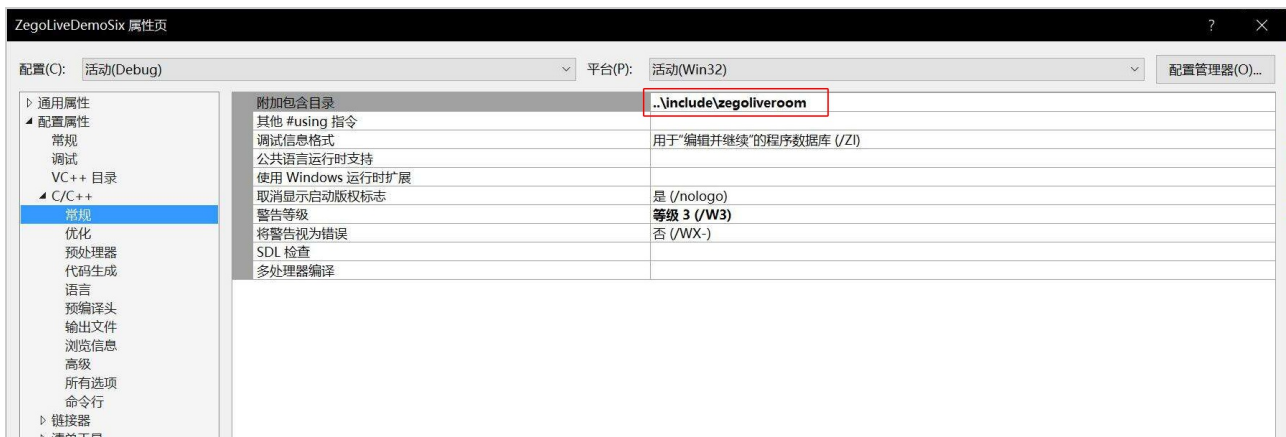 ZegoLiveDemoSix 属性页
配置(C): 活动(Debug) 平台(P): 活动(Win32) 配置管理器(O)...
通用属性
配置属性
常规
调试
VC++ 目录
C/C++
常规
优化
预处理器
代码生成
语言
预编译头
输出文件
浏览信息
高级
所有选项
命令行
链接器
清单工具
附加包含目录 ..\include\zegoliveroom
其他 #using 指令
调试信息格式 用于“编辑并继续”的程序数据库 (/ZI)
公共语言运行时支持
使用 Windows 运行时扩展
取消显示启动版权标志 是 (/nologo)
警告等级 等级 3 (/W3)
将警告视为错误 否 (/WX-)
SDL 检查
多处理器编译